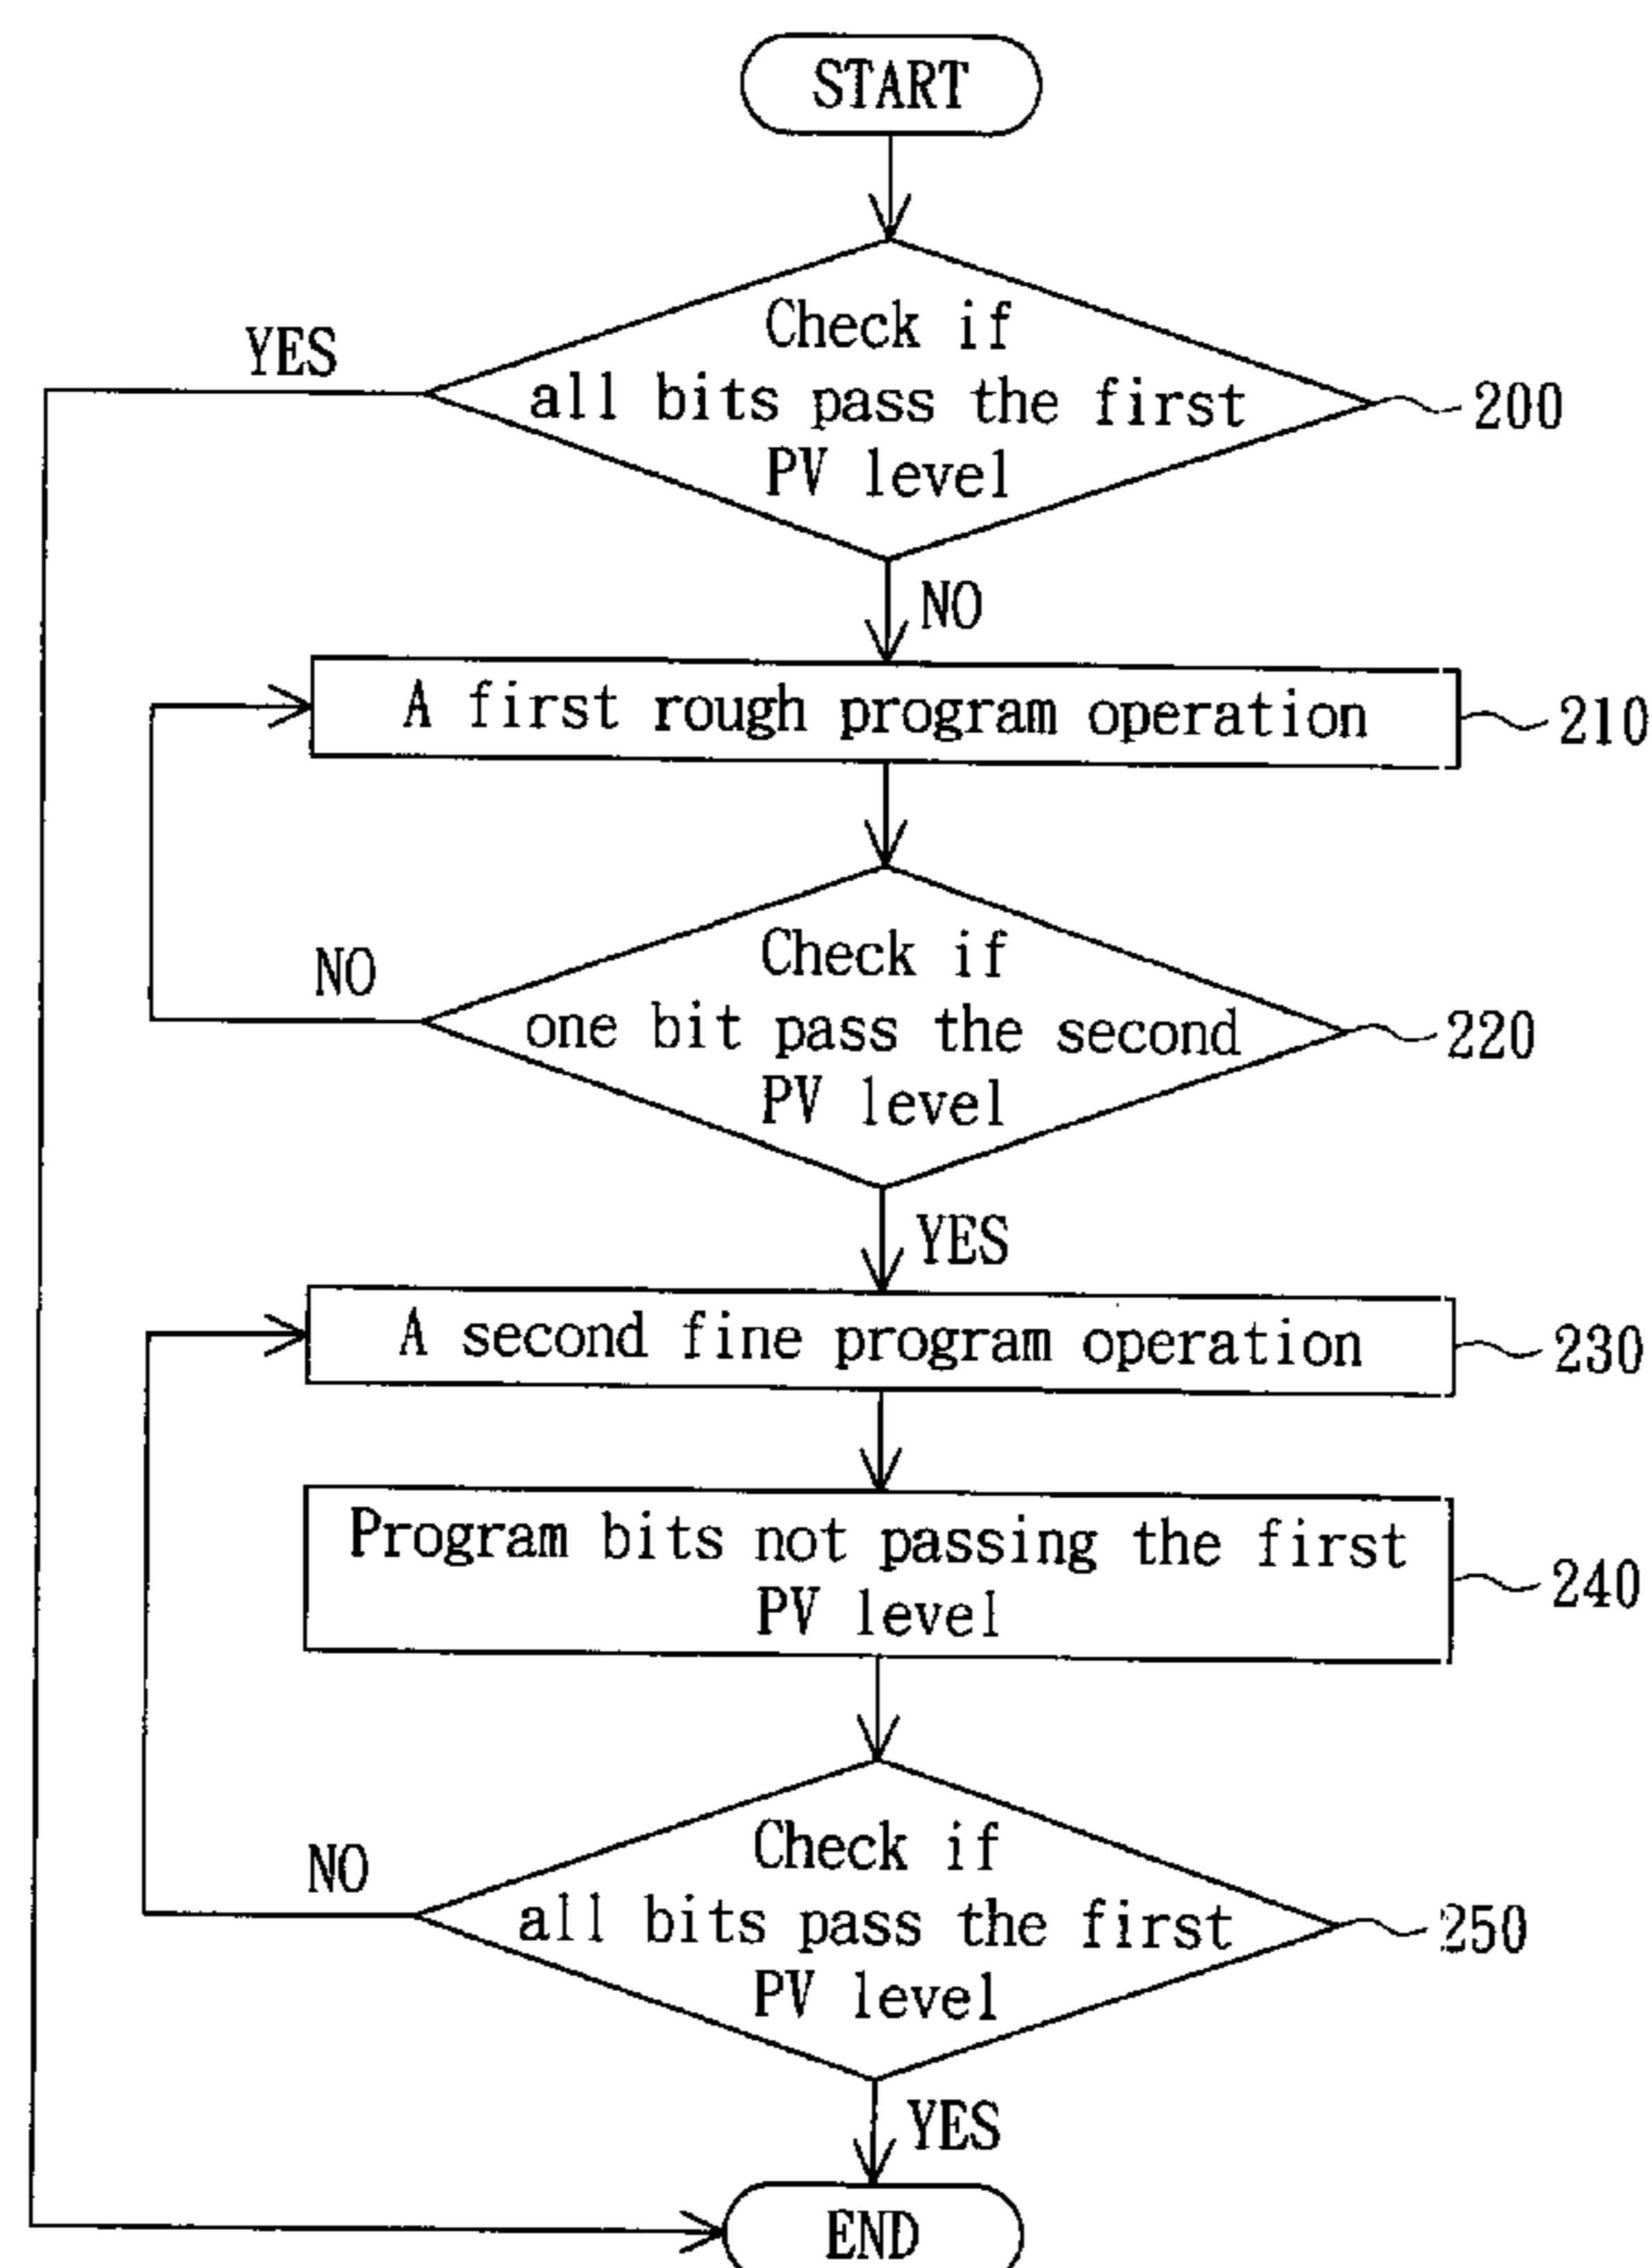 START
Check if
all bits pass the first
PV level
YES
200
NO
A first rough program operation
210
Check if
one bit pass the second
PV level
NO
220
YES
A second fine program operation
230
Program bits not passing the first
PV level
240
Check if
all bits pass the first
PV level
NO
250
YES
END